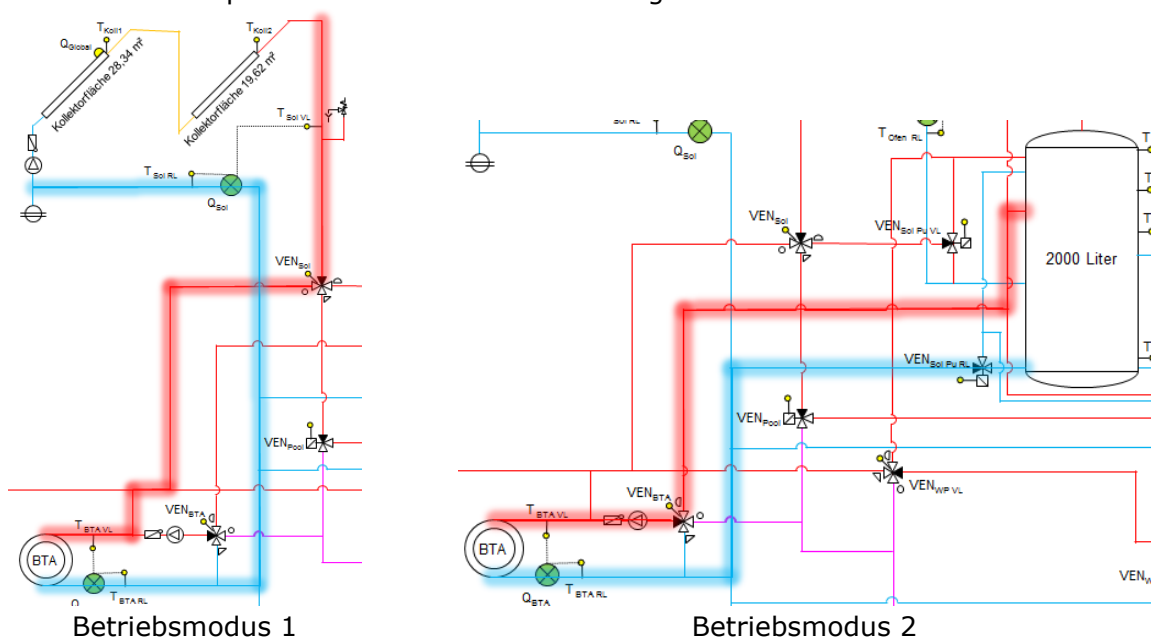 T Koll1
T Koll2
Q Global
Kollektorfläche 28,34 m²
Kollektorfläche 19,62 m²
T Sol VL
T Sol RL
Q Sol
VEN Sol
VEN Pool
VEN BTA
T BTA VL
BTA
T BTA RL
Betriebsmodus 1
Q Sol
T Ofen RL
VEN Sol
VEN Sol Pu VL
2000 Liter
VEN Sol Pu RL
VEN Pool
VEN BTA
VEN WP VL
T BTA VL
BTA
Q BTA
T BTA RL
Betriebsmodus 2